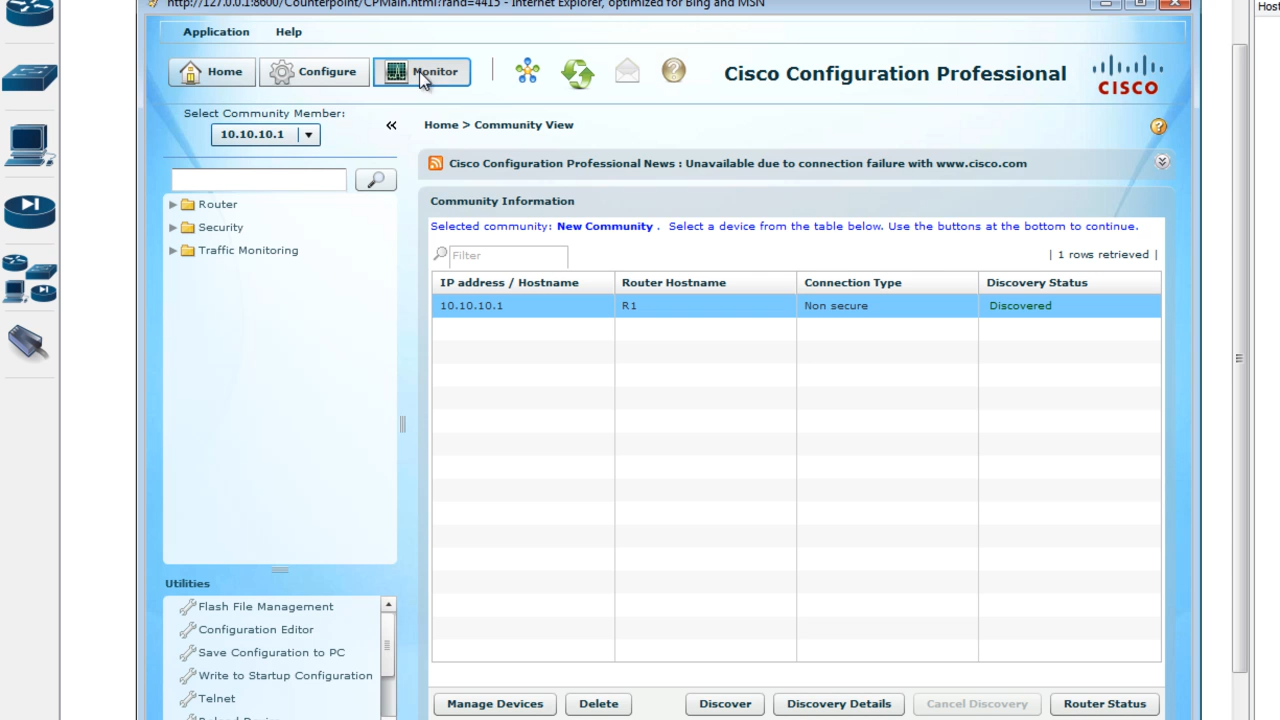 http://127.0.0.1:8600/Counterpoint/CPMain.html?rand=4415 - Internet Explorer, optimized for Bing and MSN
Host
Application Help
Home Configure Monitor
Cisco Configuration Professional
CISCO
Select Community Member:
10.10.10.1
«
Home > Community View
Cisco Configuration Professional News : Unavailable due to connection failure with www.cisco.com
Router
Security
Traffic Monitoring
Community Information
Selected community: New Community . Select a device from the table below. Use the buttons at the bottom to continue.
Filter
| 1 rows retrieved |
IP address / Hostname Router Hostname Connection Type Discovery Status
10.10.10.1 R1 Non secure Discovered
Utilities
Flash File Management
Configuration Editor
Save Configuration to PC
Write to Startup Configuration
Telnet
Manage Devices Delete Discover Discovery Details Cancel Discovery Router Status